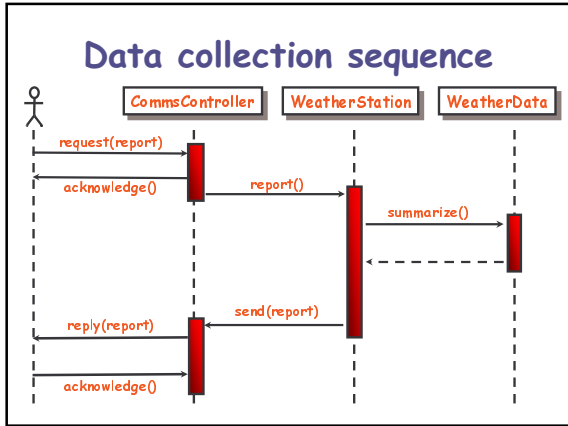 Data collection sequence
CommsController
WeatherStation
WeatherData
request(report)
acknowledge()
report()
summarize()
send(report)
reply(report)
acknowledge()